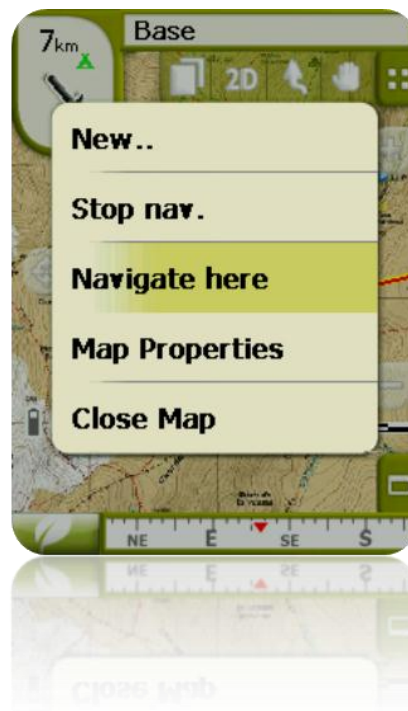 7km
Base
2D
New..
Stop nav.
Navigate here
Map Properties
Close Map
NE E SE S